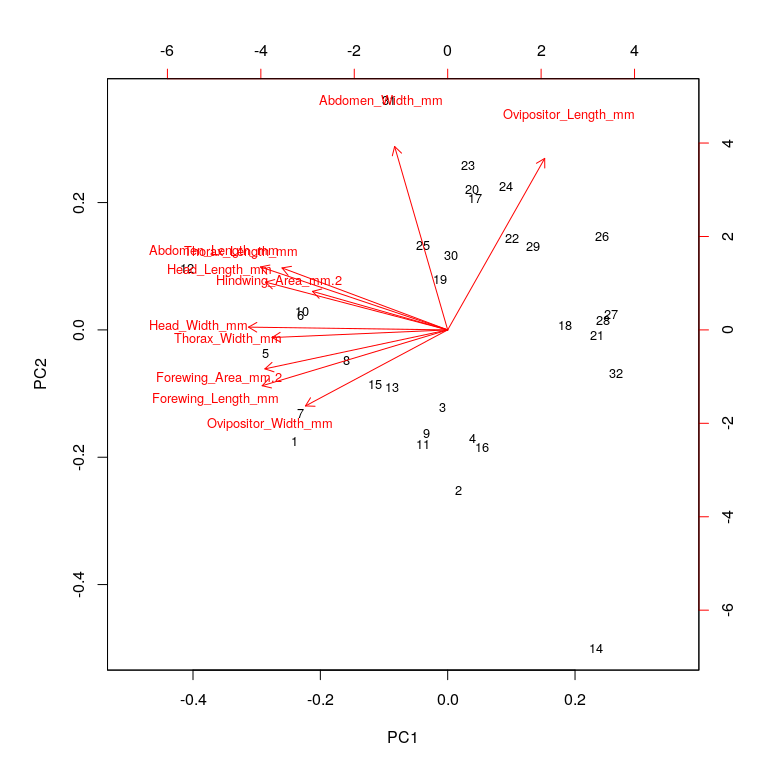 -6 -4 -2 0 2 4
31
Abdomen_Width_mm
Ovipositor_Length_mm
4
23
20 24
17
0.2
26
22
2
25 29
Abdomen_Length_mm
Thorax_Length_mm
30
12
Head_Length_mm
Hindwing_Area_mm.2
19
10
6
27
28
Head_Width_mm
18
0.0
0
Thorax_Width_mm
21
5
8
PC2
Forewing_Area_mm.2
32
15
13
Forewing_Length_mm
3
7
-2
Ovipositor_Width_mm
9
1
4
11
16
-0.2
2
-4
-0.4
-6
14
-0.4 -0.2 0.0 0.2
PC1